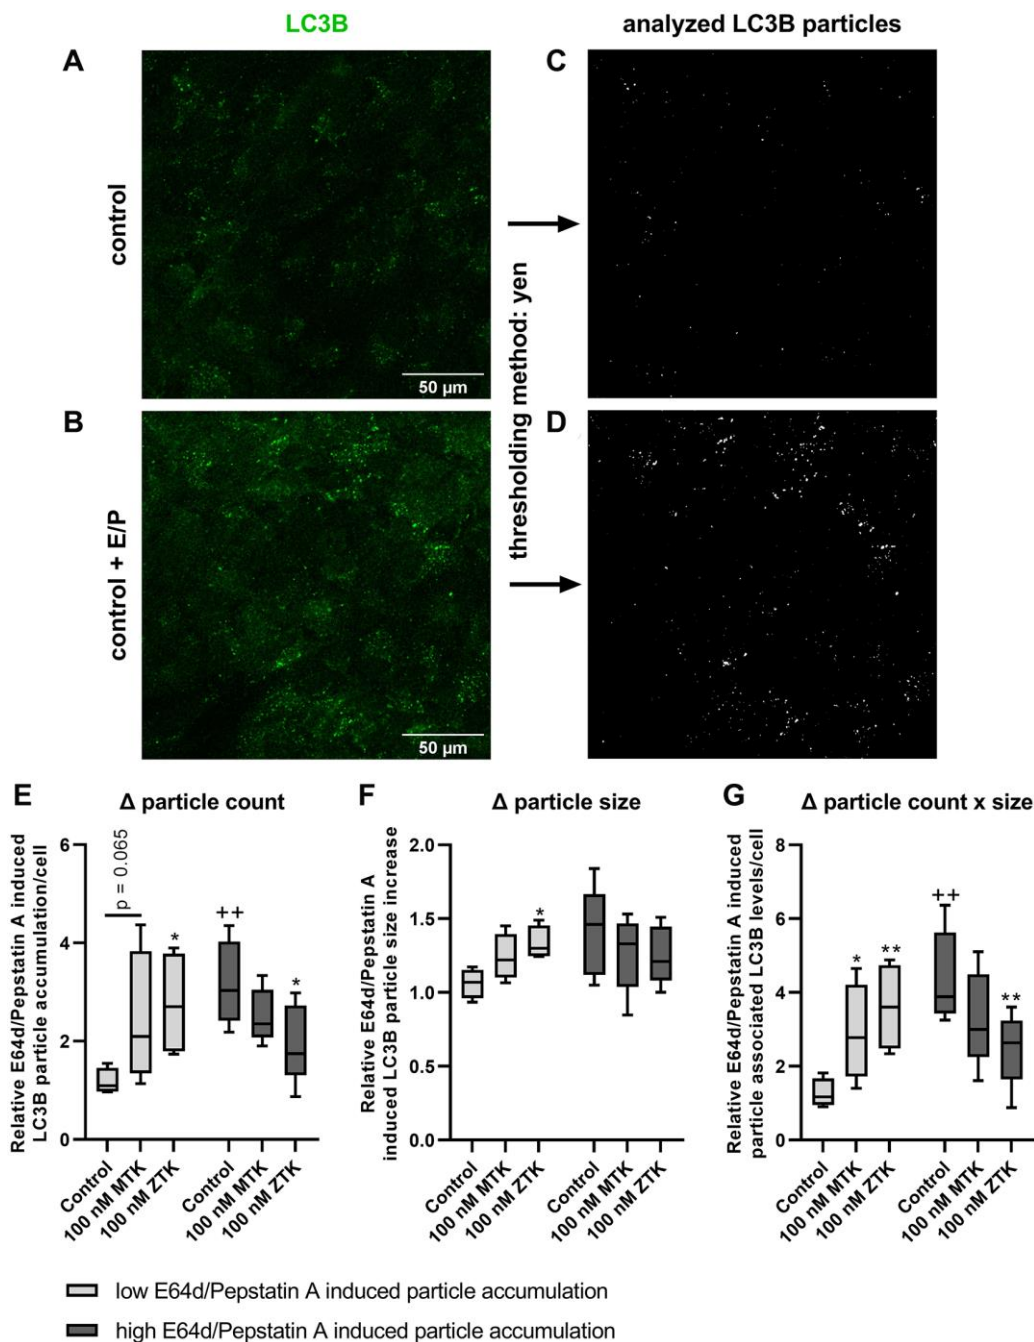 LC3B
analyzed LC3B particles
A
C
control
50 µm
thresholding method: yen
B
D
control + E/P
50 µm
E
Δ particle count
Relative E64d/Pepstatin A induced
LC3B particle accumulation/cell
6
4
2
0
p = 0.065
*
++
*
Control
100 nM MTK
100 nM ZTK
Control
100 nM MTK
100 nM ZTK
F
Δ particle size
Relative E64d/Pepstatin A
induced LC3B particle size increase
2.0
1.5
1.0
0.5
0.0
*
Control
100 nM MTK
100 nM ZTK
Control
100 nM MTK
100 nM ZTK
G
Δ particle count x size
Relative E64d/Pepstatin A induced
particle associated LC3B levels/cell
8
6
4
2
0
*
**
++
**
Control
100 nM MTK
100 nM ZTK
Control
100 nM MTK
100 nM ZTK
low E64d/Pepstatin A induced particle accumulation
high E64d/Pepstatin A induced particle accumulation